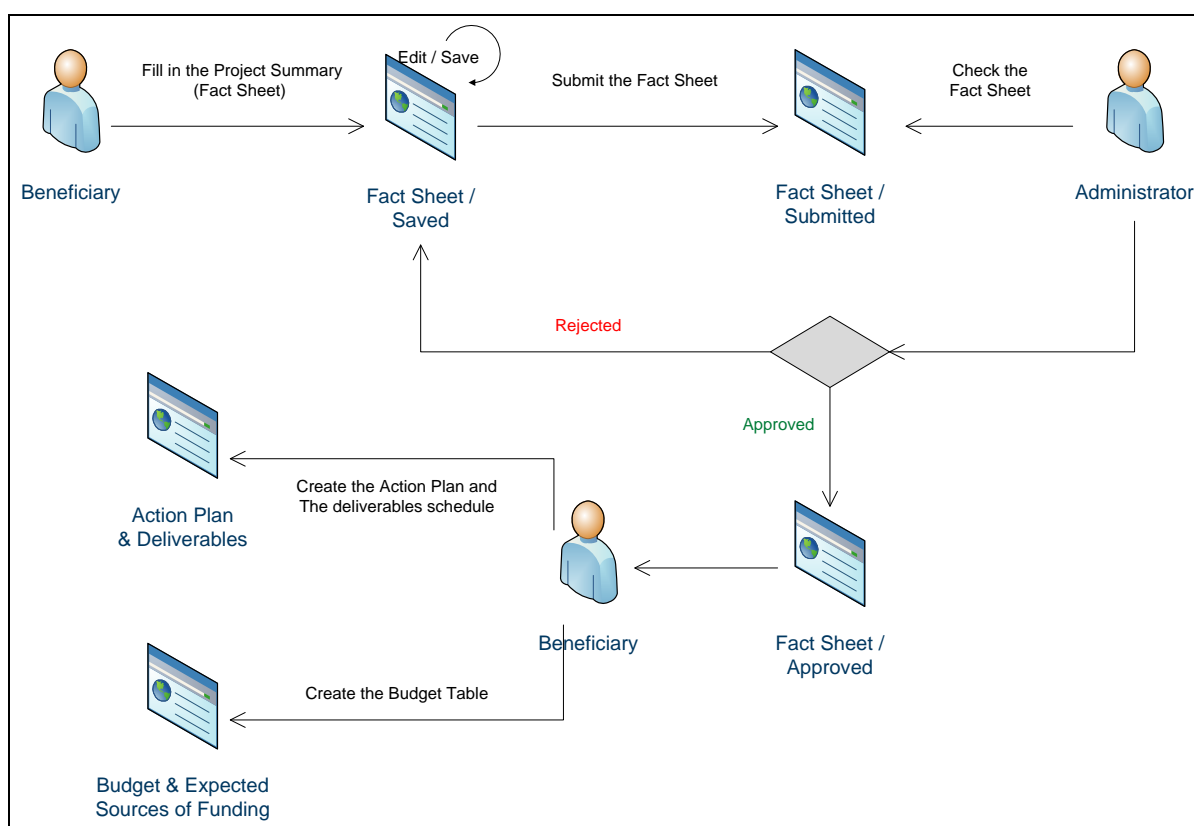 Edit / Save
Fill in the Project Summary
(Fact Sheet)
Submit the Fact Sheet
Check the
Fact Sheet
Beneficiary
Fact Sheet /
Saved
Fact Sheet /
Submitted
Administrator
Rejected
Approved
Create the Action Plan and
The deliverables schedule
Action Plan
& Deliverables
Beneficiary
Fact Sheet /
Approved
Create the Budget Table
Budget & Expected
Sources of Funding